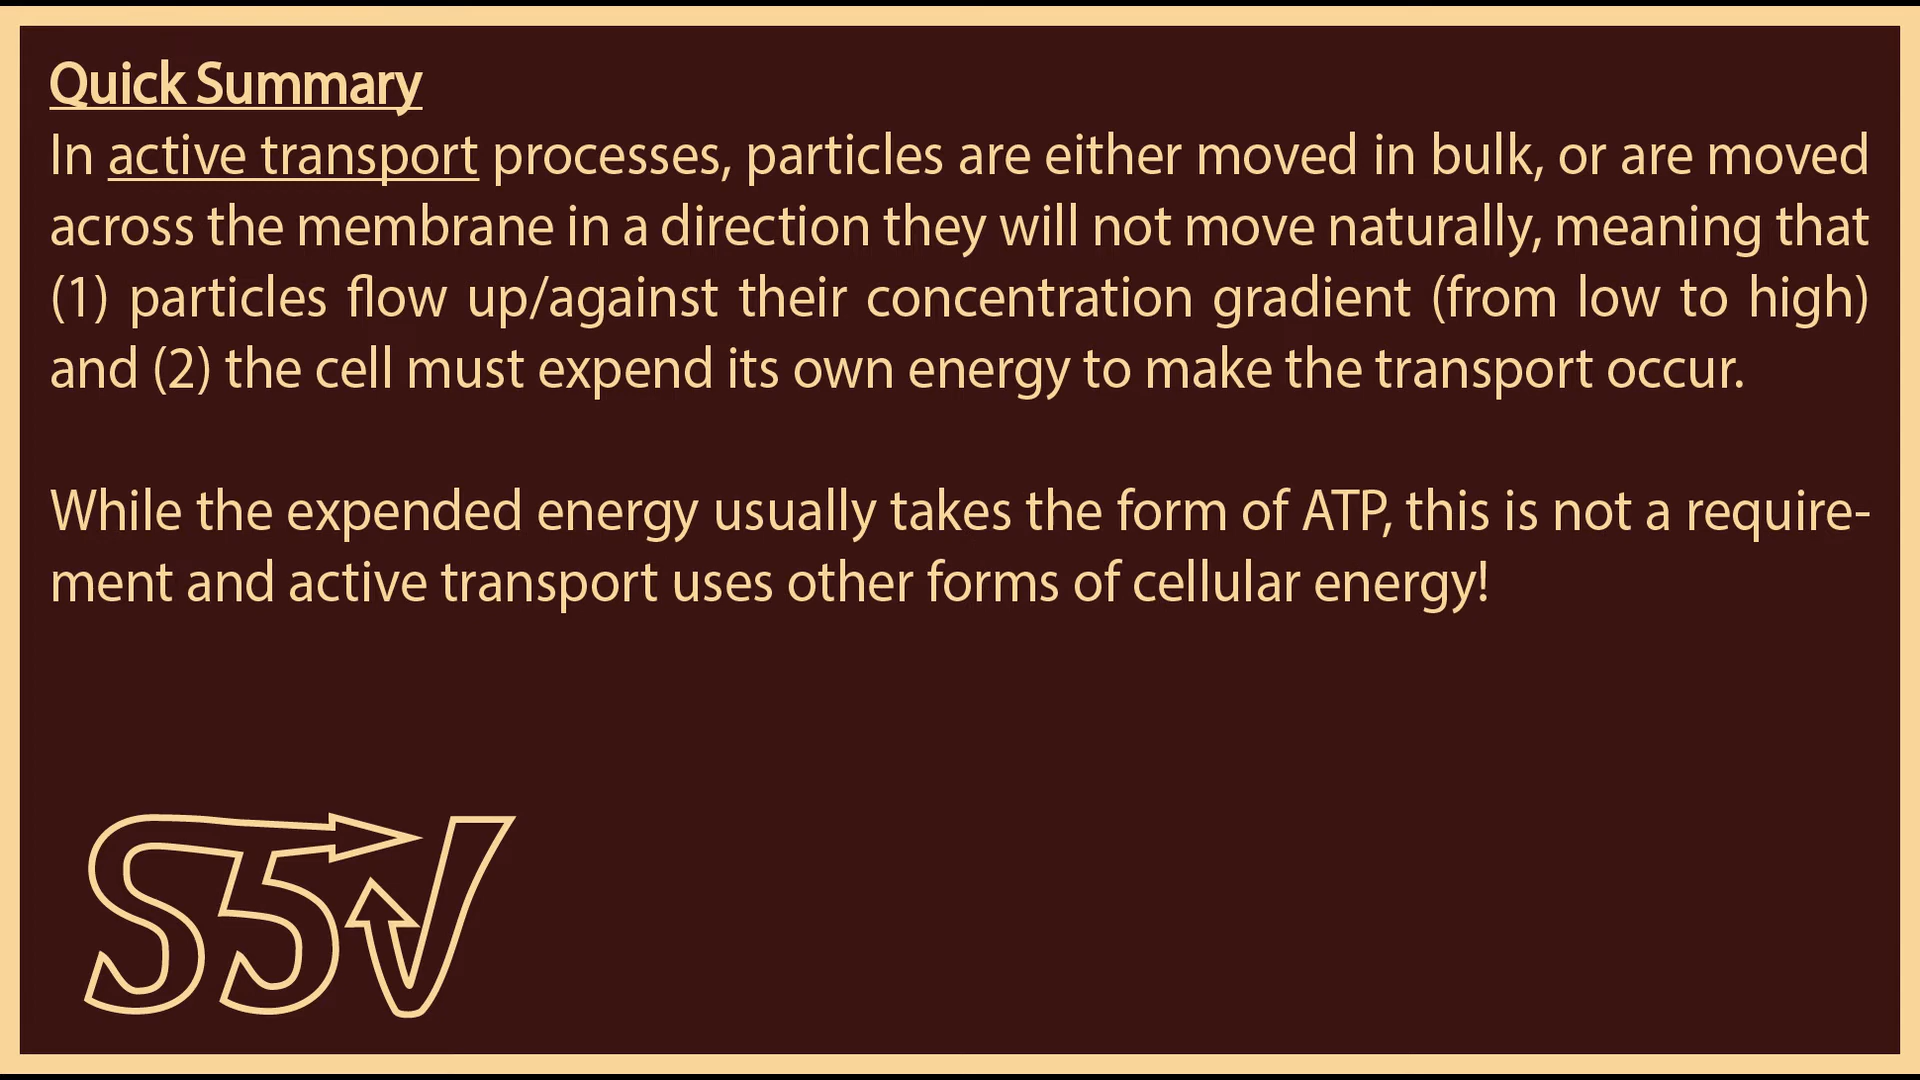 Quick Summary
In active transport processes, particles are either moved in bulk, or are moved
across the membrane in a direction they will not move naturally, meaning that
(1) particles flow up/against their concentration gradient (from low to high)
and (2) the cell must expend its own energy to make the transport occur.
While the expended energy usually takes the form of ATP, this is not a require-
ment and active transport uses other forms of cellular energy!
S5V